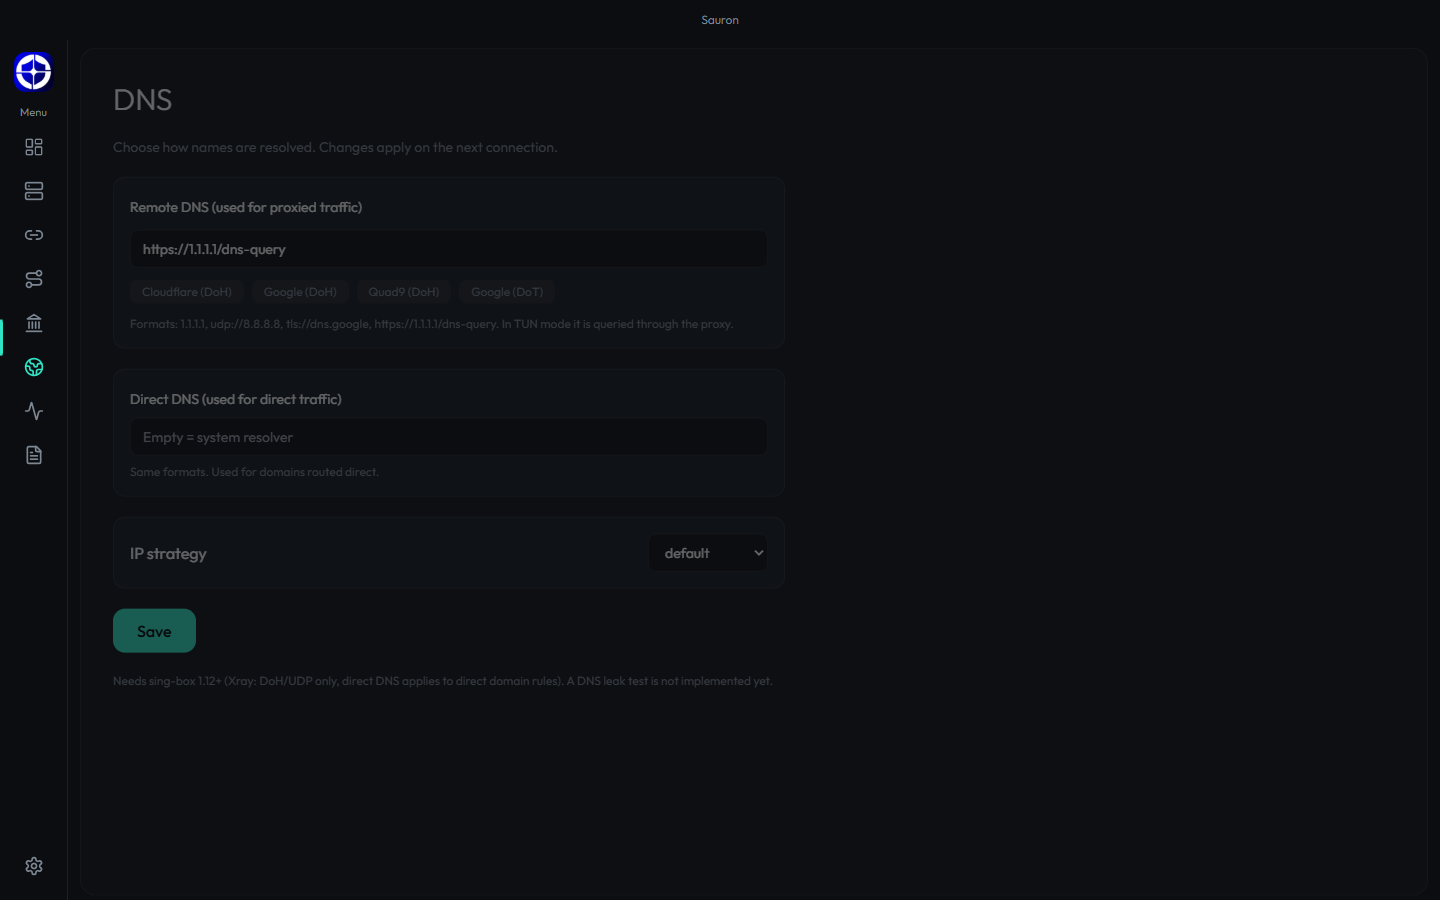 Sauron
Menu
DNS
Choose how names are resolved. Changes apply on the next connection.
Remote DNS (used for proxied traffic)
https://1.1.1.1/dns-query
Cloudflare (DoH) Google (DoH) Quad9 (DoH) Google (DoT)
Formats: 1.1.1.1, udp://8.8.8.8, tls://dns.google, https://1.1.1.1/dns-query. In TUN mode it is queried through the proxy.
Direct DNS (used for direct traffic)
Empty = system resolver
Same formats. Used for domains routed direct.
IP strategy default
Save
Needs sing-box 1.12+ (Xray: DoH/UDP only, direct DNS applies to direct domain rules). A DNS leak test is not implemented yet.